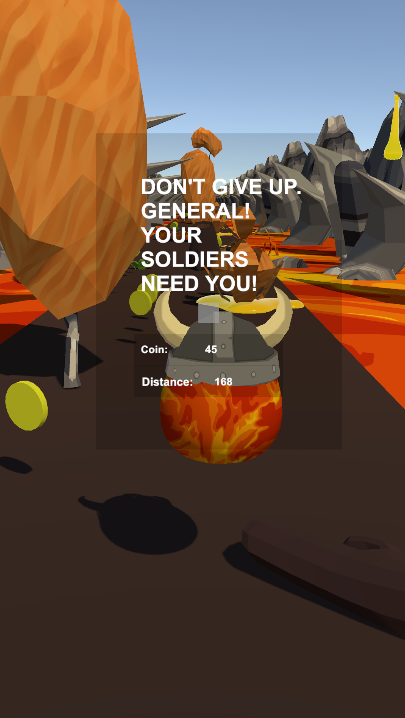 DON'T GIVE UP.
GENERAL!
YOUR
SOLDIERS
NEED YOU!
Coin: 45
Distance: 168